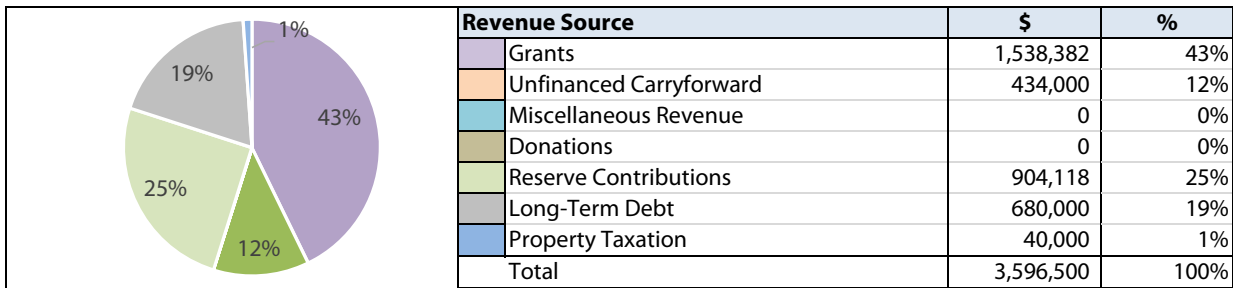 1%
19%
43%
25%
12%
Revenue Source $ %
Grants 1,538,382 43%
Unfinanced Carryforward 434,000 12%
Miscellaneous Revenue 0 0%
Donations 0 0%
Reserve Contributions 904,118 25%
Long-Term Debt 680,000 19%
Property Taxation 40,000 1%
Total 3,596,500 100%